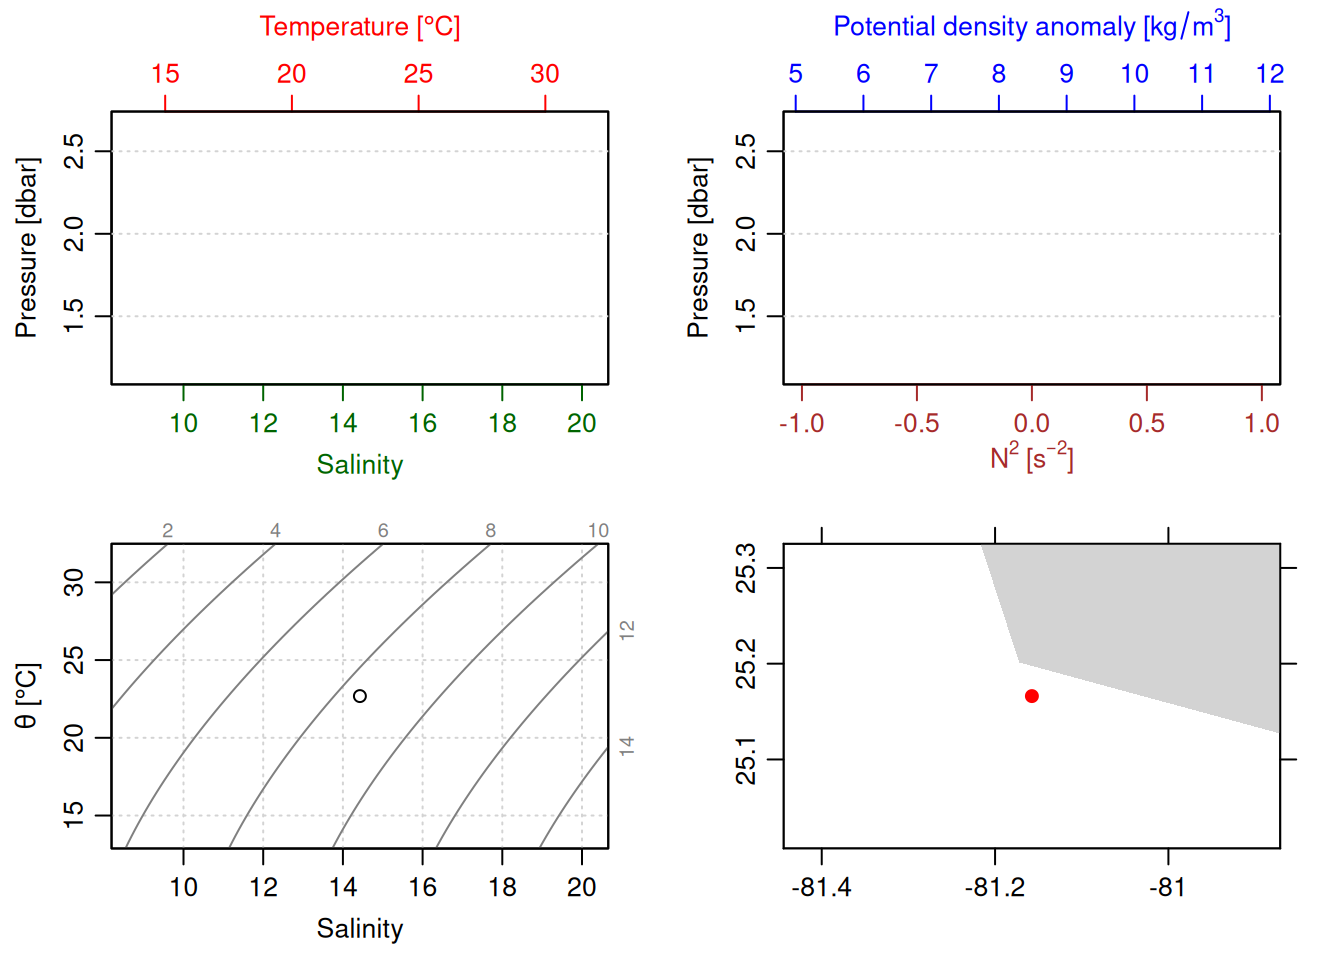 Temperature [°C]
15 20 25 30
Pressure [dbar]
2.5
2.0
1.5
10 12 14 16 18 20
Salinity
Potential density anomaly [kg/m³]
5 6 7 8 9 10 11 12
Pressure [dbar]
2.5
2.0
1.5
-1.0 -0.5 0.0 0.5 1.0
N² [s⁻²]
2 4 6 8 10
12
14
θ [°C]
30
25
20
15
10 12 14 16 18 20
Salinity
25.3
25.2
25.1
-81.4 -81.2 -81